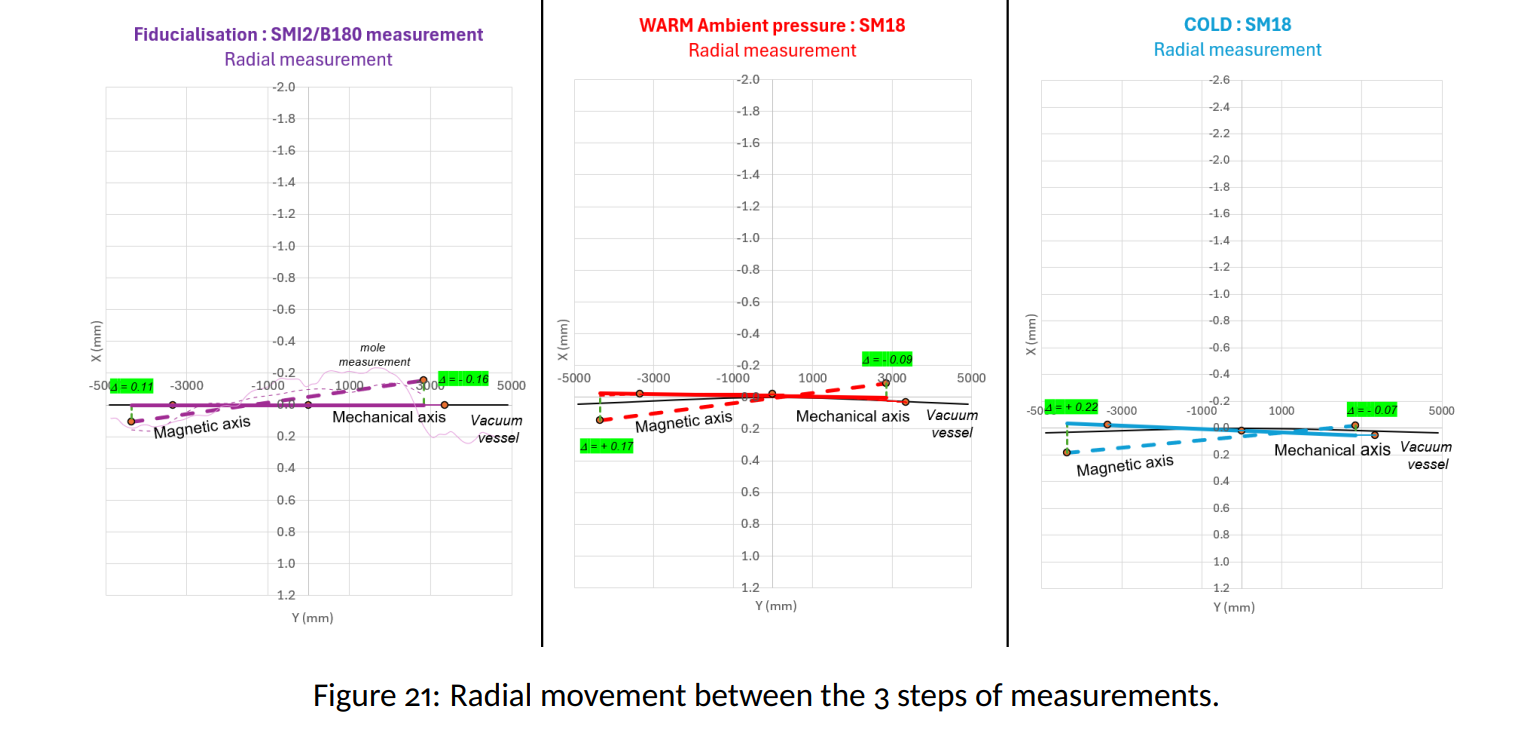 Fiducialisation : SMI2/B180 measurement
Radial measurement
-2.0
-1.8
-1.6
-1.4
-1.2
-1.0
-0.8
-0.6
-0.4
-0.2
0.0
0.2
0.4
0.6
0.8
1.0
1.2
X (mm)
-3000
-1000
1000
3000
5000
mole
measurement
Δ = 0.11
Δ = - 0.16
Magnetic axis
Mechanical axis
Vacuum
vessel
Y (mm)
WARM Ambient pressure : SM18
Radial measurement
-2.0
-1.8
-1.6
-1.4
-1.2
-1.0
-0.8
-0.6
-0.4
-0.2
0.0
0.2
0.4
0.6
0.8
1.0
1.2
X (mm)
-5000
-3000
-1000
1000
3000
5000
Δ = - 0.09
Δ = + 0.17
Magnetic axis
Mechanical axis
Vacuum
vessel
Y (mm)
COLD : SM18
Radial measurement
-2.6
-2.4
-2.2
-2.0
-1.8
-1.6
-1.4
-1.2
-1.0
-0.8
-0.6
-0.4
-0.2
0.0
0.2
0.4
0.6
0.8
1.0
1.2
X (mm)
-3000
-1000
1000
5000
Δ = + 0.22
Δ = - 0.07
Magnetic axis
Mechanical axis
Vacuum
vessel
Y (mm)
Figure 21: Radial movement between the 3 steps of measurements.